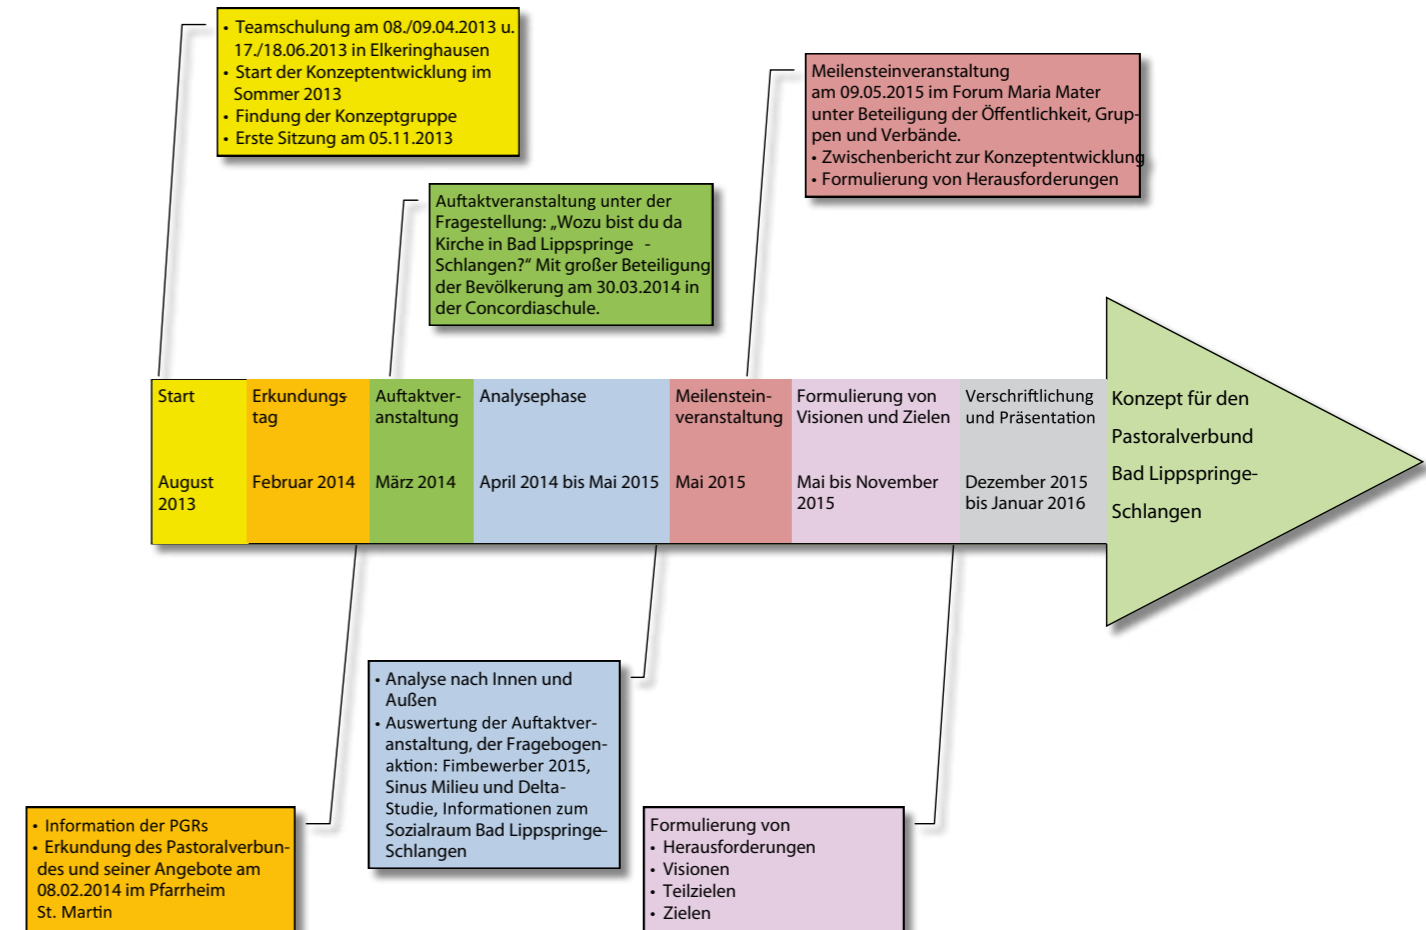 • Teamschulung am 08./09.04.2013 u.
17./18.06.2013 in Elkeringhausen
• Start der Konzeptentwicklung im
Sommer 2013
• Findung der Konzeptgruppe
• Erste Sitzung am 05.11.2013
Meilensteinveranstaltung
am 09.05.2015 im Forum Maria Mater
unter Beteiligung der Öffentlichkeit, Grup-
pen und Verbände.
• Zwischenbericht zur Konzeptentwicklung
• Formulierung von Herausforderungen
Auftaktveranstaltung unter der
Fragestellung: „Wozu bist du da
Kirche in Bad Lippspringe -
Schlangen?“ Mit großer Beteiligung
der Bevölkerung am 30.03.2014 in
der Concordiaschule.
Start
August
2013
Erkundungs-
tag
Februar 2014
Auftaktver-
anstaltung
März 2014
Analysephase
April 2014 bis Mai 2015
Meilenstein-
veranstaltung
Mai 2015
Formulierung von
Visionen und Zielen
Mai bis November
2015
Verschriftlichung
und Präsentation
Dezember 2015
bis Januar 2016
Konzept für den
Pastoralverbund
Bad Lippspringe-
Schlangen
• Analyse nach Innen und
Außen
• Auswertung der Auftaktver-
anstaltung, der Fragebogen-
aktion: Fimbewerber 2015,
Sinus Milieu und Delta-
Studie, Informationen zum
Sozialraum Bad Lippspringe-
Schlangen
• Information der PGRs
• Erkundung des Pastoralverbun-
des und seiner Angebote am
08.02.2014 im Pfarrheim
St. Martin
Formulierung von
• Herausforderungen
• Visionen
• Teilzielen
• Zielen